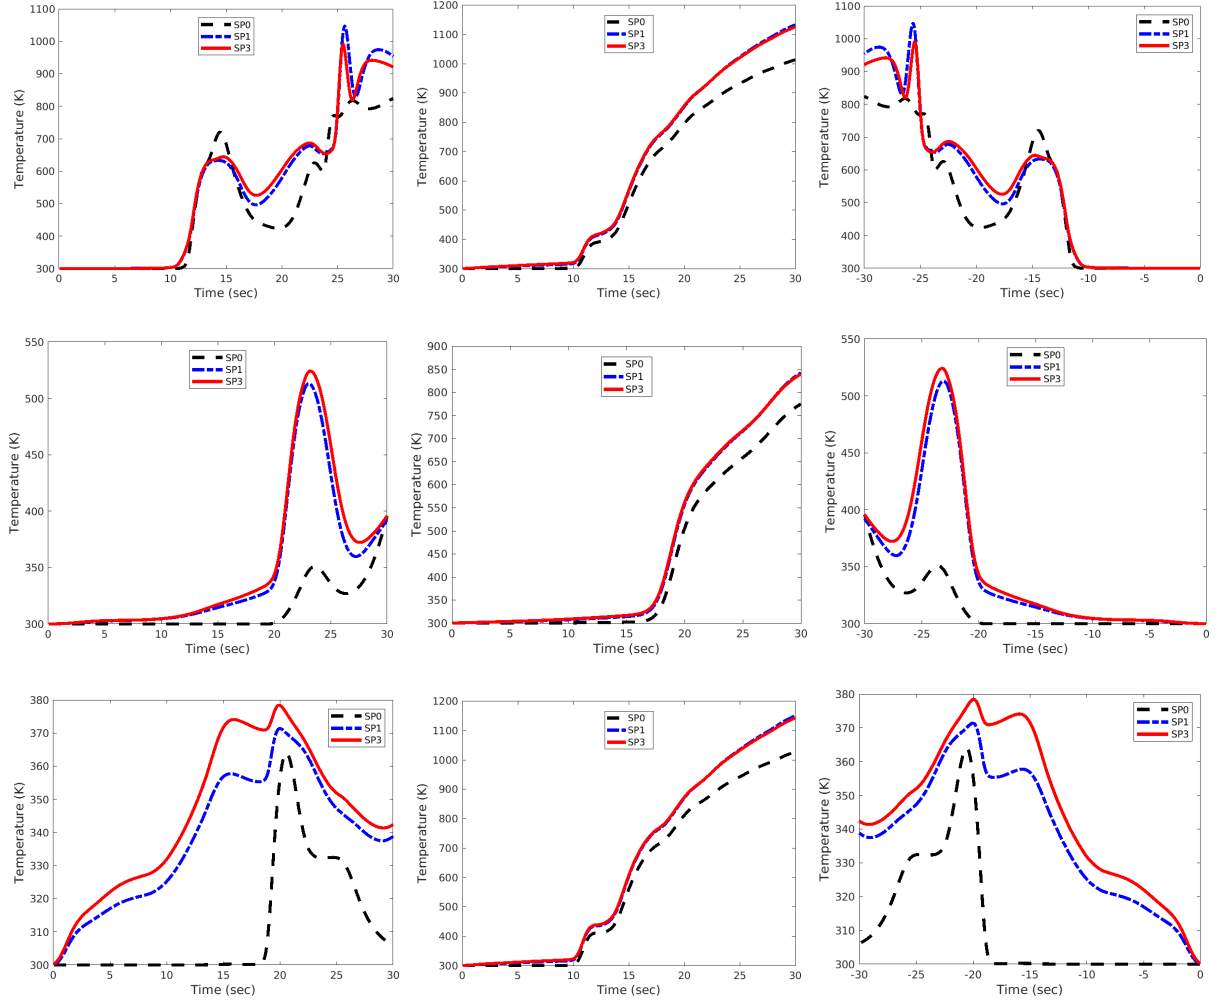 1100
1000
900
800
700
600
500
400
300
0 5 10 15 20 25 30
Time (sec)
Temperature (K)
SP0
SP1
SP3
1200
1100
1000
900
800
700
600
500
400
300
0 5 10 15 20 25 30
Time (sec)
Temperature (K)
SP0
SP1
SP3
1100
1000
900
800
700
600
500
400
300
-30 -25 -20 -15 -10 -5 0
Time (sec)
Temperature (K)
SP0
SP1
SP3
550
500
450
400
350
300
0 5 10 15 20 25 30
Time (sec)
Temperature (K)
SP0
SP1
SP3
900
850
800
750
700
650
600
550
500
450
400
350
300
0 5 10 15 20 25 30
Time (sec)
Temperature (K)
SP0
SP1
SP3
550
500
450
400
350
300
-30 -25 -20 -15 -10 -5 0
Time (sec)
Temperature (K)
SP0
SP1
SP3
380
370
360
350
340
330
320
310
300
0 5 10 15 20 25 30
Time (sec)
Temperature (K)
SP0
SP1
SP3
1200
1100
1000
900
800
700
600
500
400
300
0 5 10 15 20 25 30
Time (sec)
Temperature (K)
SP0
SP1
SP3
380
370
360
350
340
330
320
310
300
-30 -25 -20 -15 -10 -5 0
Time (sec)
Temperature (K)
SP0
SP1
SP3